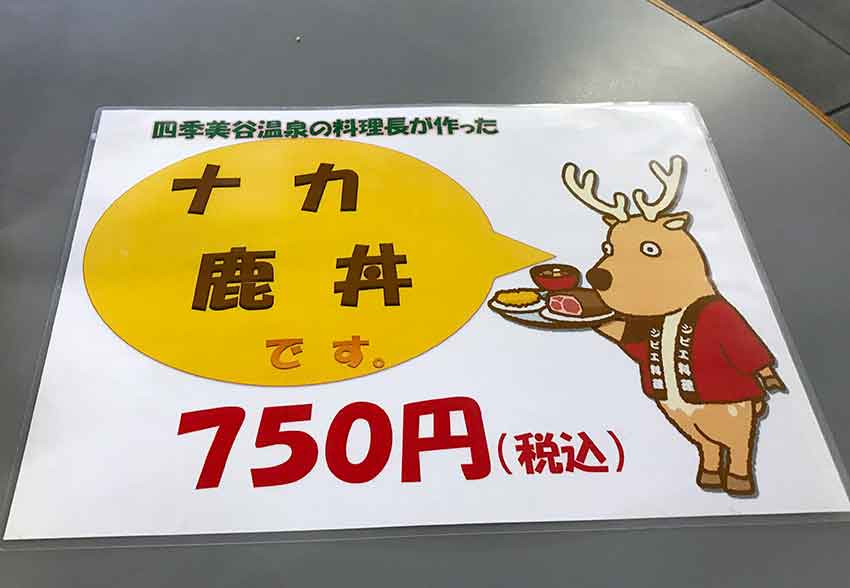 四季美谷温泉の料理長が作った
ナカ
鹿丼
です。
750円(税込)
ジビエ料理